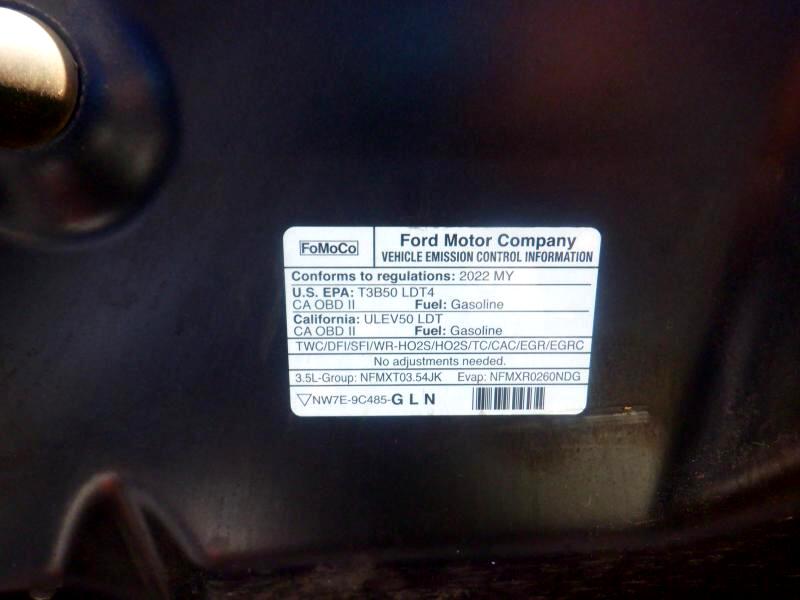 FoMoCo
Ford Motor Company
VEHICLE EMISSION CONTROL INFORMATION
Conforms to regulations: 2022 MY
U.S. EPA: T3B50 LDT4
CA OBD II Fuel: Gasoline
California: ULEV50 LDT
CA OBD II Fuel: Gasoline
TWC/DFI/SFI/WR-HO2S/HO2S/TC/CAC/EGR/EGRC
No adjustments needed.
3.5L-Group: NFMXT03.54JK Evap: NFMXR0260NDG
NW7E-9C485-G L N